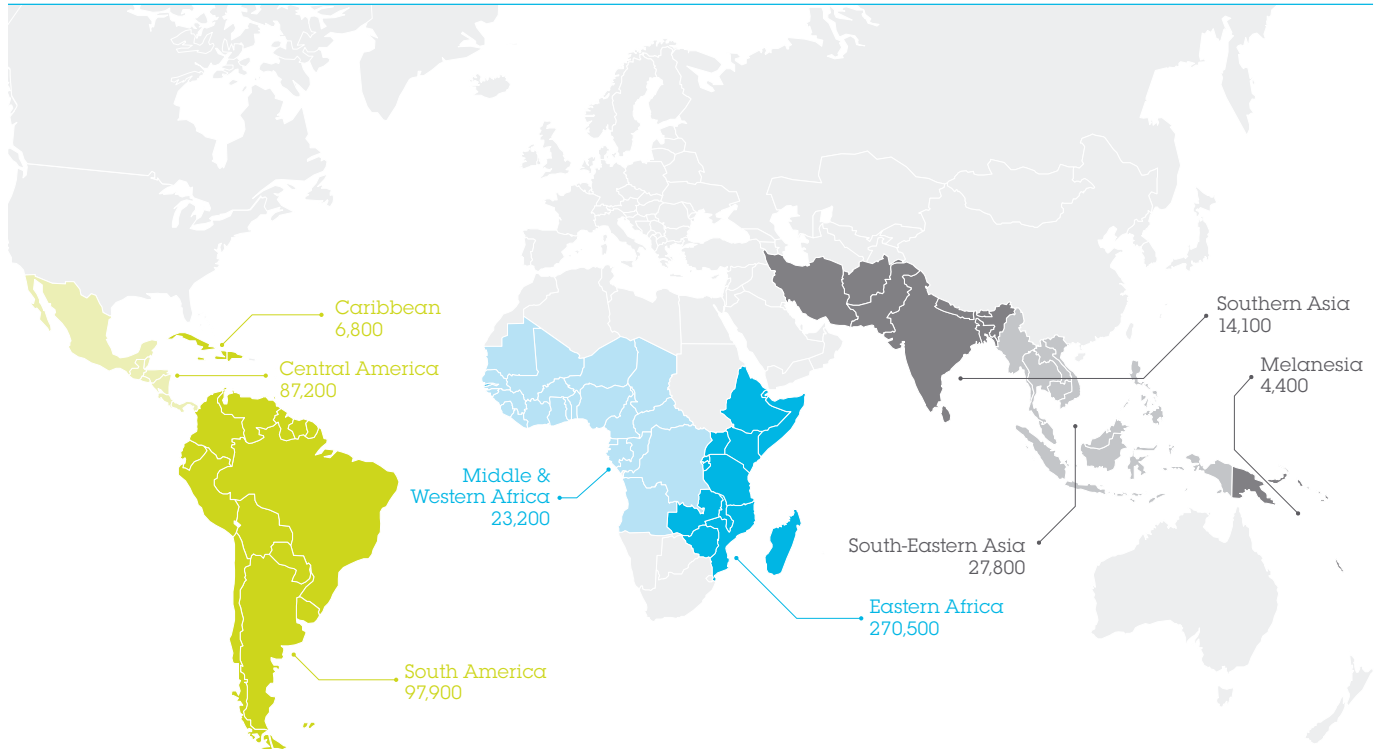 Caribbean
6,800
Central America
87,200
South America
97,900
Middle &
Western Africa
23,200
Eastern Africa
270,500
Southern Asia
14,100
Melanesia
4,400
South-Eastern Asia
27,800